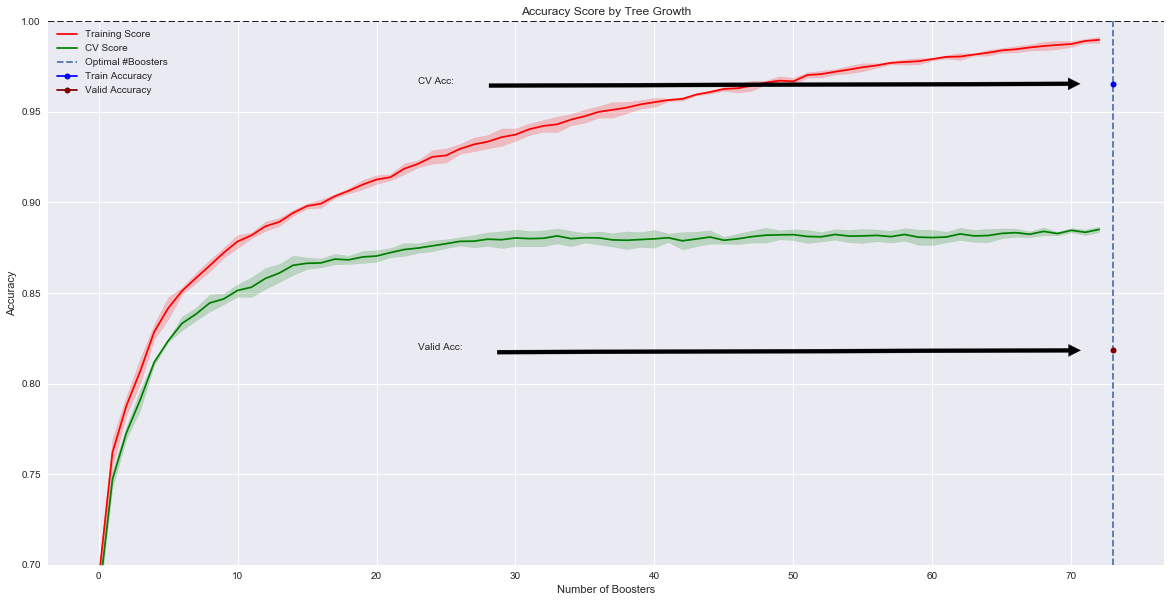 Accuracy Score by Tree Growth
1.00
0.95
0.90
0.85
0.80
0.75
0.70
Accuracy
Training Score
CV Score
Optimal #Boosters
Train Accuracy
Valid Accuracy
CV Acc:
Valid Acc:
0 10 20 30 40 50 60 70
Number of Boosters